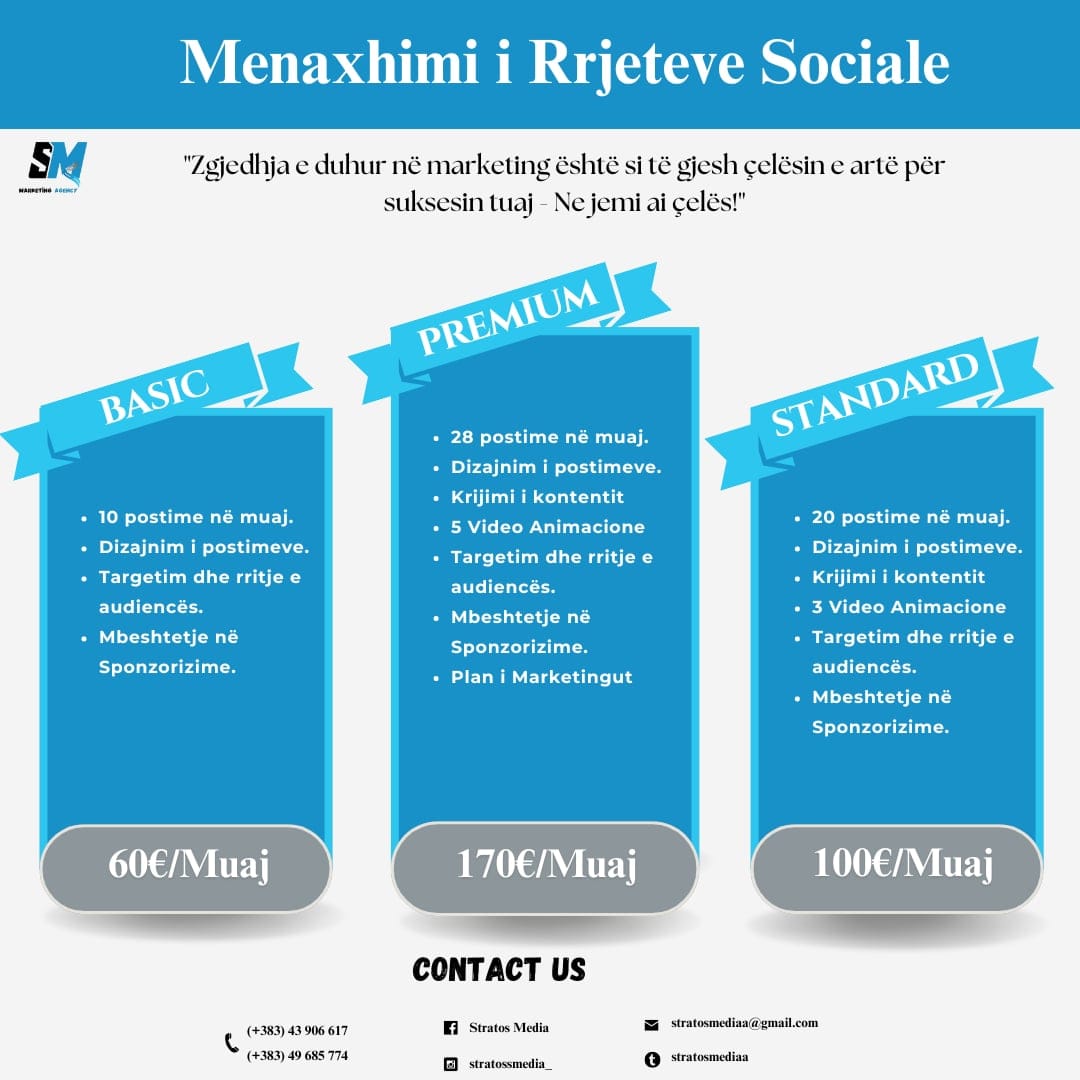 Menaxhimi i Rrjeteve Sociale
SM
MARKETING AGENCY
"Zgjedhja e duhur në marketing është si të gjesh çelësin e artë për
suksesin tuaj - Ne jemi ai çelës!"
BASIC
• 10 postime në muaj.
• Dizajnim i postimeve.
• Targetim dhe rritje e
audiencës.
• Mbeshtetje në
Sponzorizime.
60€/Muaj
PREMIUM
• 28 postime në muaj.
• Dizajnim i postimeve.
• Krijimi i kontentit
• 5 Video Animacione
• Targetim dhe rritje e
audiencës.
• Mbeshtetje në
Sponzorizime.
• Plan i Marketingut
170€/Muaj
STANDARD
• 20 postime në muaj.
• Dizajnim i postimeve.
• Krijimi i kontentit
• 3 Video Animacione
• Targetim dhe rritje e
audiencës.
• Mbeshtetje në
Sponzorizime.
100€/Muaj
CONTACT US
(+383) 43 906 617
(+383) 49 685 774
Stratos Media
stratossmedia_
stratosmediaa@gmail.com
stratosmediaa